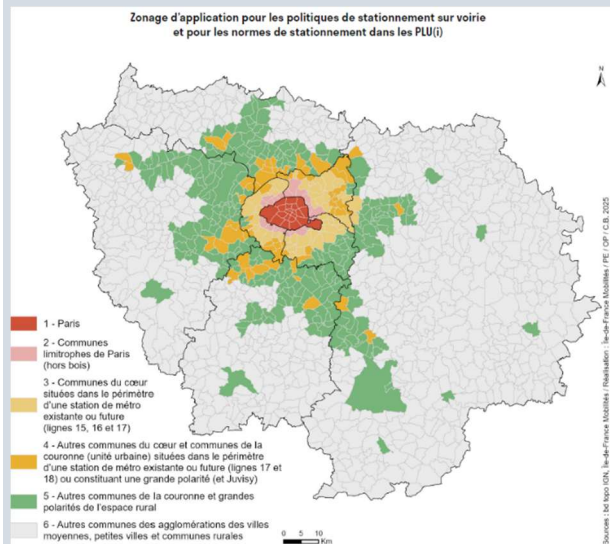 Zonage d'application pour les politiques de stationnement sur voirie
et pour les normes de stationnement dans les PLU(i)
N
1 - Paris
2 - Communes
limitrophes de Paris
(hors bois)
3 - Communes du cœur
situées dans le périmètre
d'une station de métro
existante ou future
(lignes 15, 16 et 17)
4 - Autres communes du cœur et communes de la
couronne (unité urbaine) situées dans le périmètre
d'une station de métro existante ou future (lignes 17 et
18) ou constituant une grande polarité (et Juvisy)
5 - Autres communes de la couronne et grandes
polarités de l'espace rural
6 - Autres communes des agglomérations des villes
moyennes, petites villes et communes rurales
0 5 10
Km
Sources : bd topo IGN, Île-de-France Mobilités / Réalisation : Île-de-France Mobilités / PE / OP / C.B. 2025